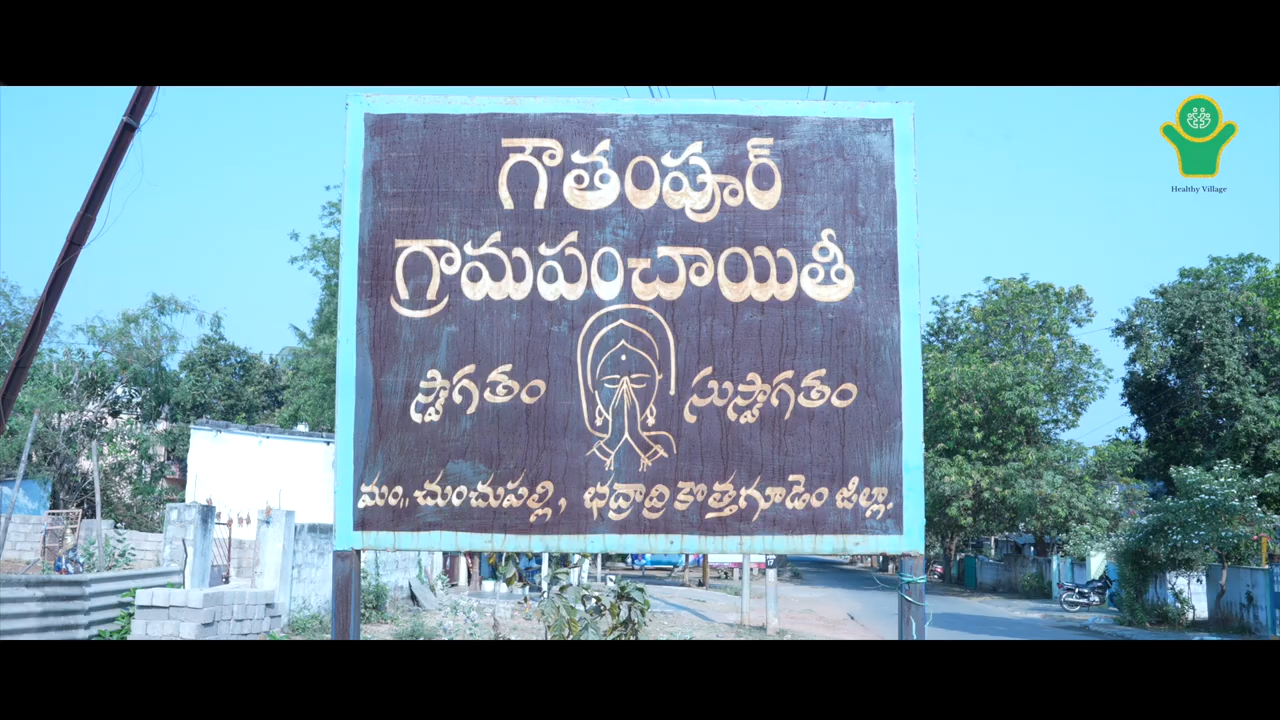 గౌతంపూర్
గ్రామపంచాయితీ
స్వాగతం సుస్వాగతం
మం,, చుంచుపల్లి, భద్రాద్రి కొత్తగూడెం జిల్లా.
Healthy Village